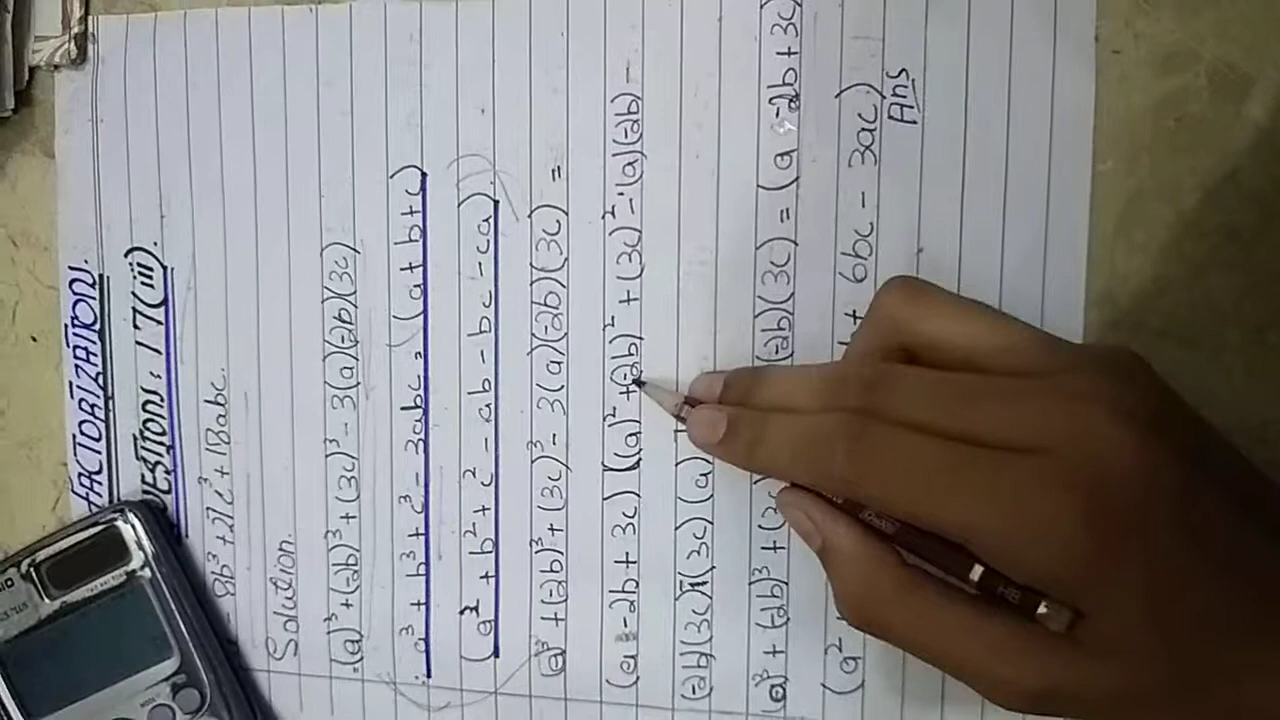 FACTORIZATION.
ESTION: 17(iii).
- 8b³ + 27c³ + 18abc.
Solution.
=(a)³+(-2b)³+(3c)³-3(a)(-2b)(3c)
∴ a³ + b³ + c³ - 3abc = (a + b + c)
(a² + b² + c² - ab - bc - ca).
(a)³ + (-2b)³ + (3c)³ - 3(a)(-2b)(3c) =
(a - 2b + 3c) ((a)² + (-2b)² + (3c)² - (a)(-2b) -
(-2b)(3c) - (3c)(a)
(a)³ + (-2b)³ + (3c (-2b)(3c) = (a - 2b + 3c)
(a² + 6bc - 3ac)
Ans